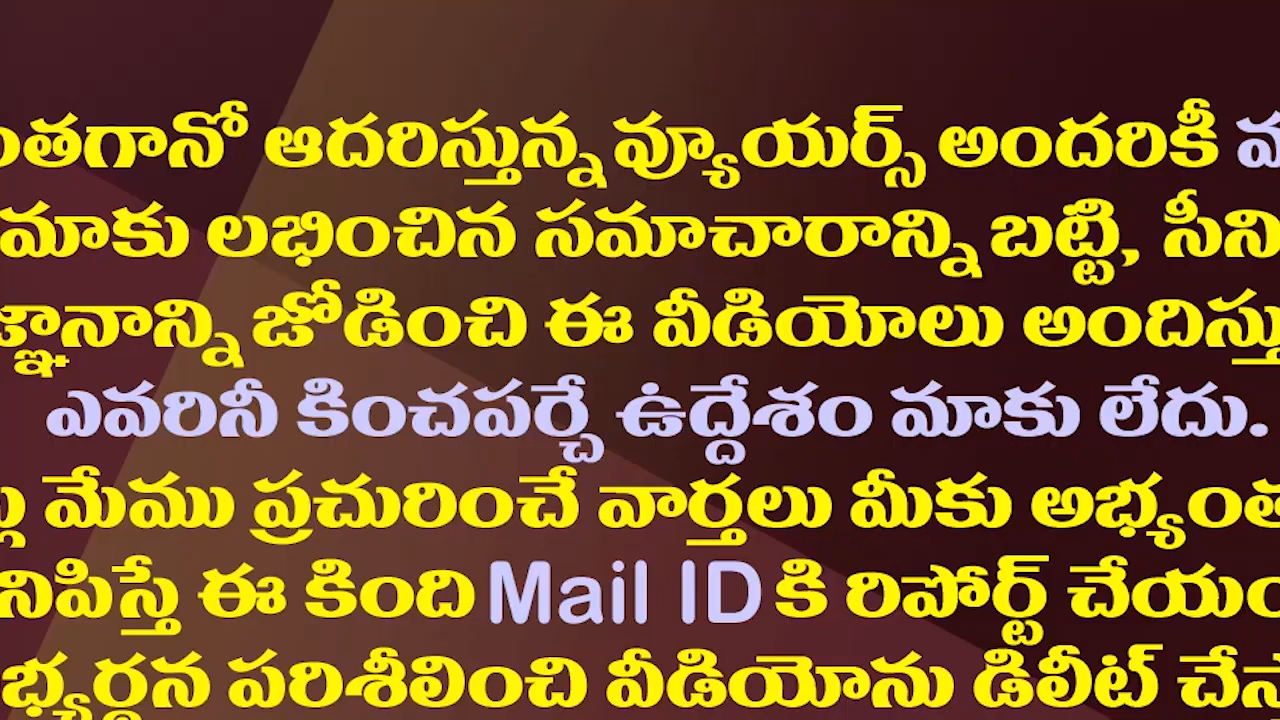 ంతగానో ఆదరిస్తున్న వ్యూయర్స్ అందరికీ
మాకు లభించిన సమాచారాన్ని బట్టి, సీని
జ్ఞానాన్ని జోడించి ఈ వీడియోలు అందిస్తు
ఎవరినీ కించపర్చే ఉద్దేశం మాకు లేదు.
మేము ప్రచురించే వార్తలు మీకు అభ్యంత
నిపిస్తే ఈ కింది Mail ID కి రిపోర్ట్ చేయం
భ్యర్థన పరిశీలించి వీడియోను డిలీట్ చేస